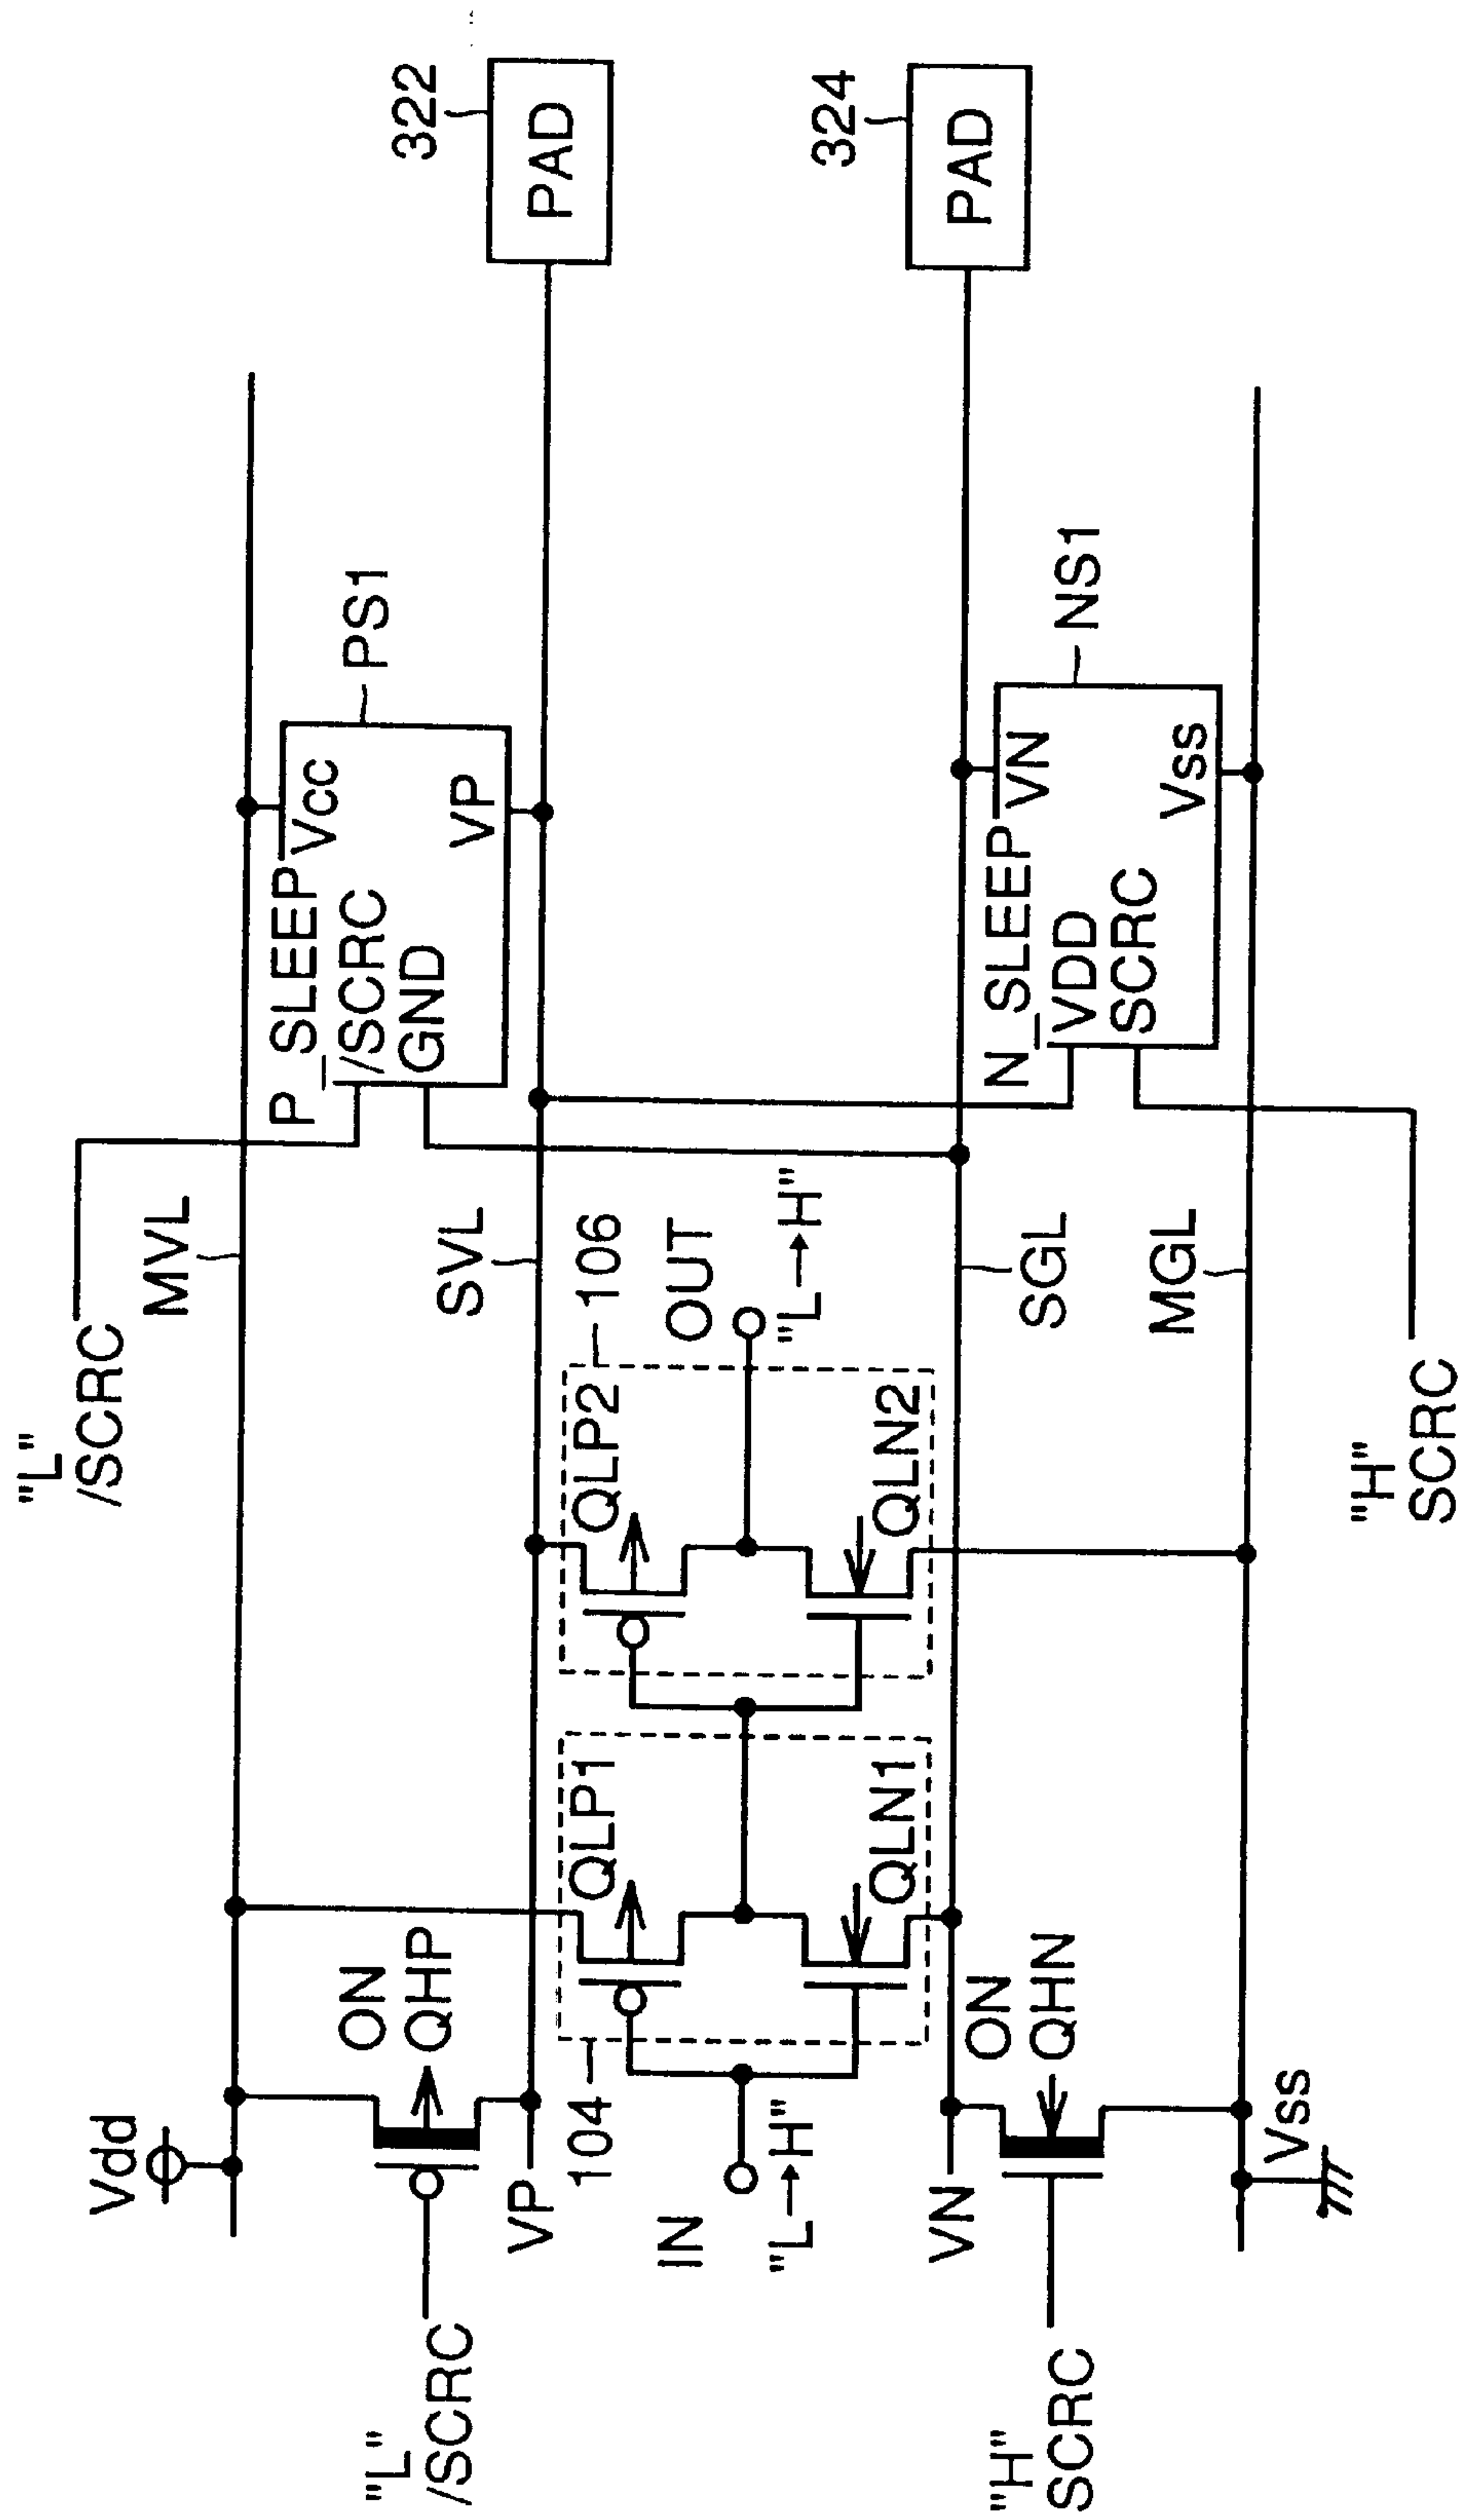 "L"
/SCRC
MVL
P_SLEEP
Vcc
/SCRC
GND
VP
PS1
322
PAD
Vdd
ON
QHP
"L"
/SCRC
VP
SVL
104
QLP1
QLN1
QLP2
QLN2
106
OUT
"L→H"
IN
"L→H"
324
PAD
VN
ON
QHN
"H"
SCRC
SGL
MGL
N_SLEEP
VN
VDD
SCRC
Vss
NS1
Vss
"H"
SCRC